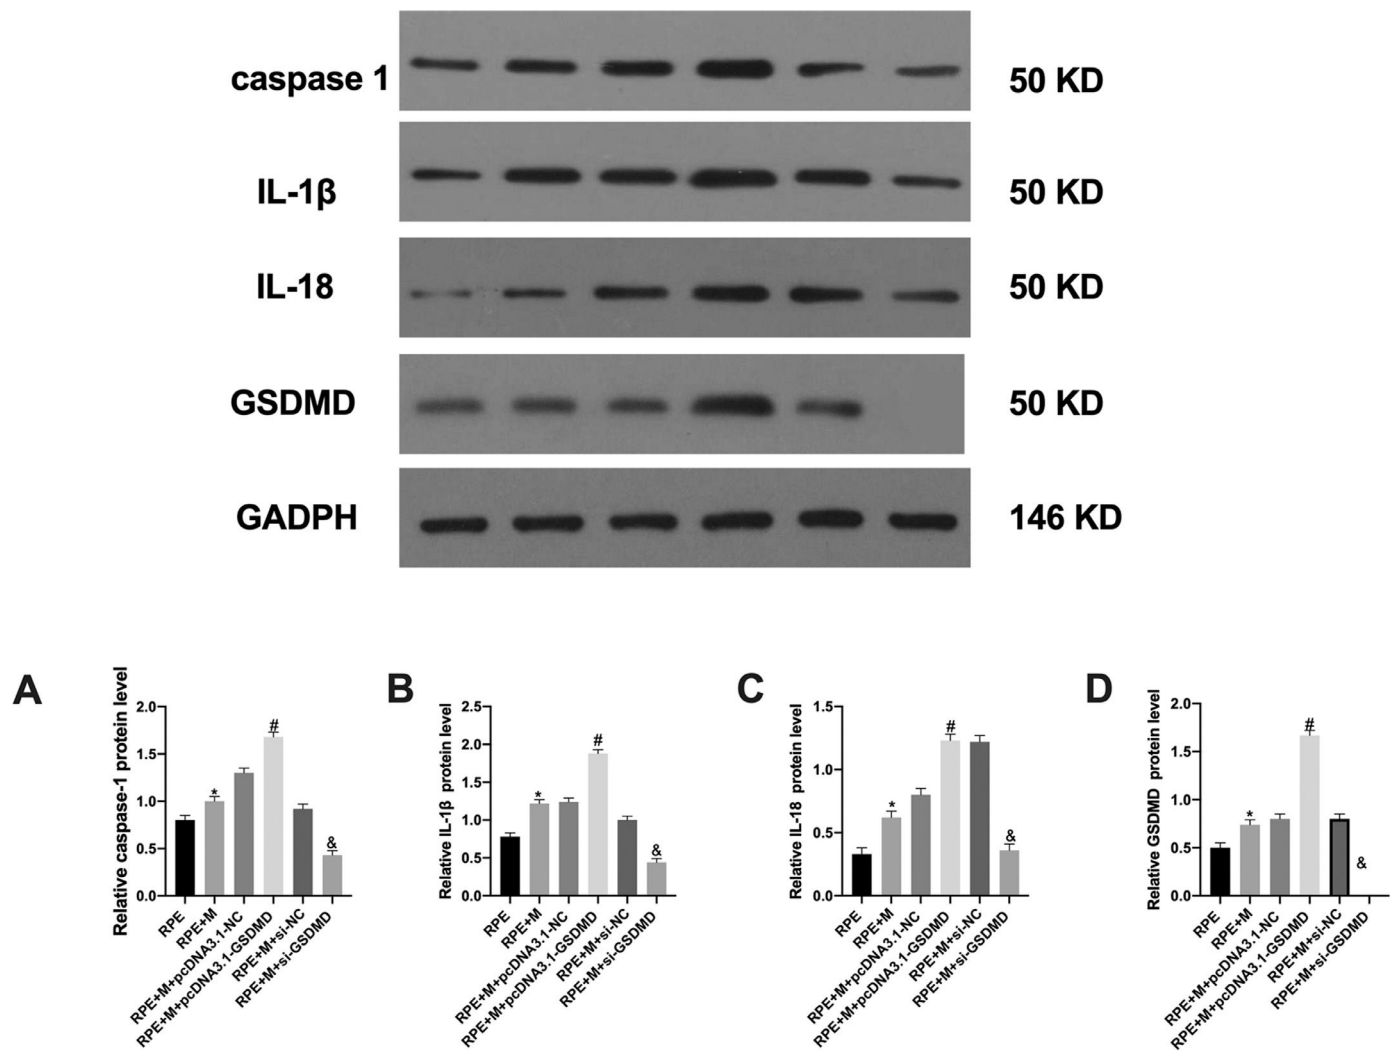 caspase 1 50 KD
IL-1β 50 KD
IL-18 50 KD
GSDMD 50 KD
GADPH 146 KD
A
Relative caspase-1 protein level
2.0
1.5
1.0
0.5
0.0
*
#
&
RPE
RPE+M
RPE+M+pcDNA3.1-NC
RPE+M+pcDNA3.1-GSDMD
RPE+M+si-NC
RPE+M+si-GSDMD
B
Relative IL-1β protein level
2.5
2.0
1.5
1.0
0.5
0.0
*
#
&
RPE
RPE+M
RPE+M+pcDNA3.1-NC
RPE+M+pcDNA3.1-GSDMD
RPE+M+si-NC
RPE+M+si-GSDMD
C
Relative IL-18 protein level
1.5
1.0
0.5
0.0
*
#
&
RPE
RPE+M
RPE+M+pcDNA3.1-NC
RPE+M+pcDNA3.1-GSDMD
RPE+M+si-NC
RPE+M+si-GSDMD
D
Relative GSDMD protein level
2.0
1.5
1.0
0.5
0.0
*
#
&
RPE
RPE+M
RPE+M+pcDNA3.1-NC
RPE+M+pcDNA3.1-GSDMD
RPE+M+si-NC
RPE+M+si-GSDMD